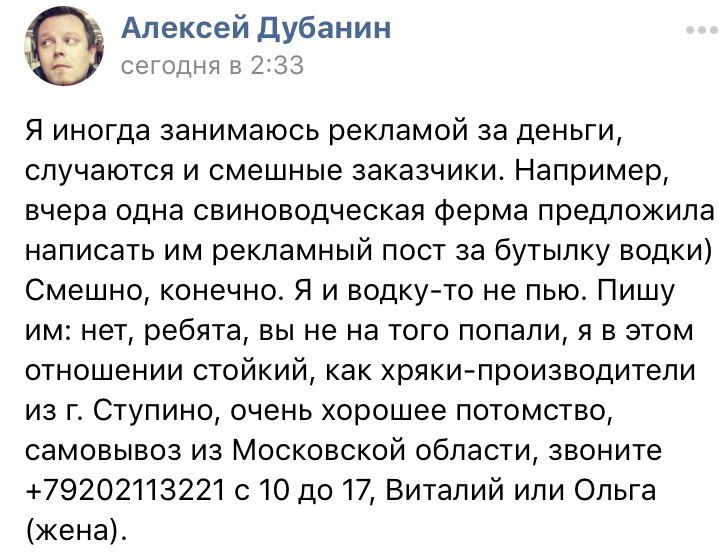 Алексей Дубанин
сегодня в 2:33
Я иногда занимаюсь рекламой за деньги,
случаются и смешные заказчики. Например,
вчера одна свиноводческая ферма предложила
написать им рекламный пост за бутылку водки)
Смешно, конечно. Я и водку-то не пью. Пишу
им: нет, ребята, вы не на того попали, я в этом
отношении стойкий, как хряки-производители
из г. Ступино, очень хорошее потомство,
самовывоз из Московской области, звоните
+79202113221 с 10 до 17, Виталий или Ольга
(жена).